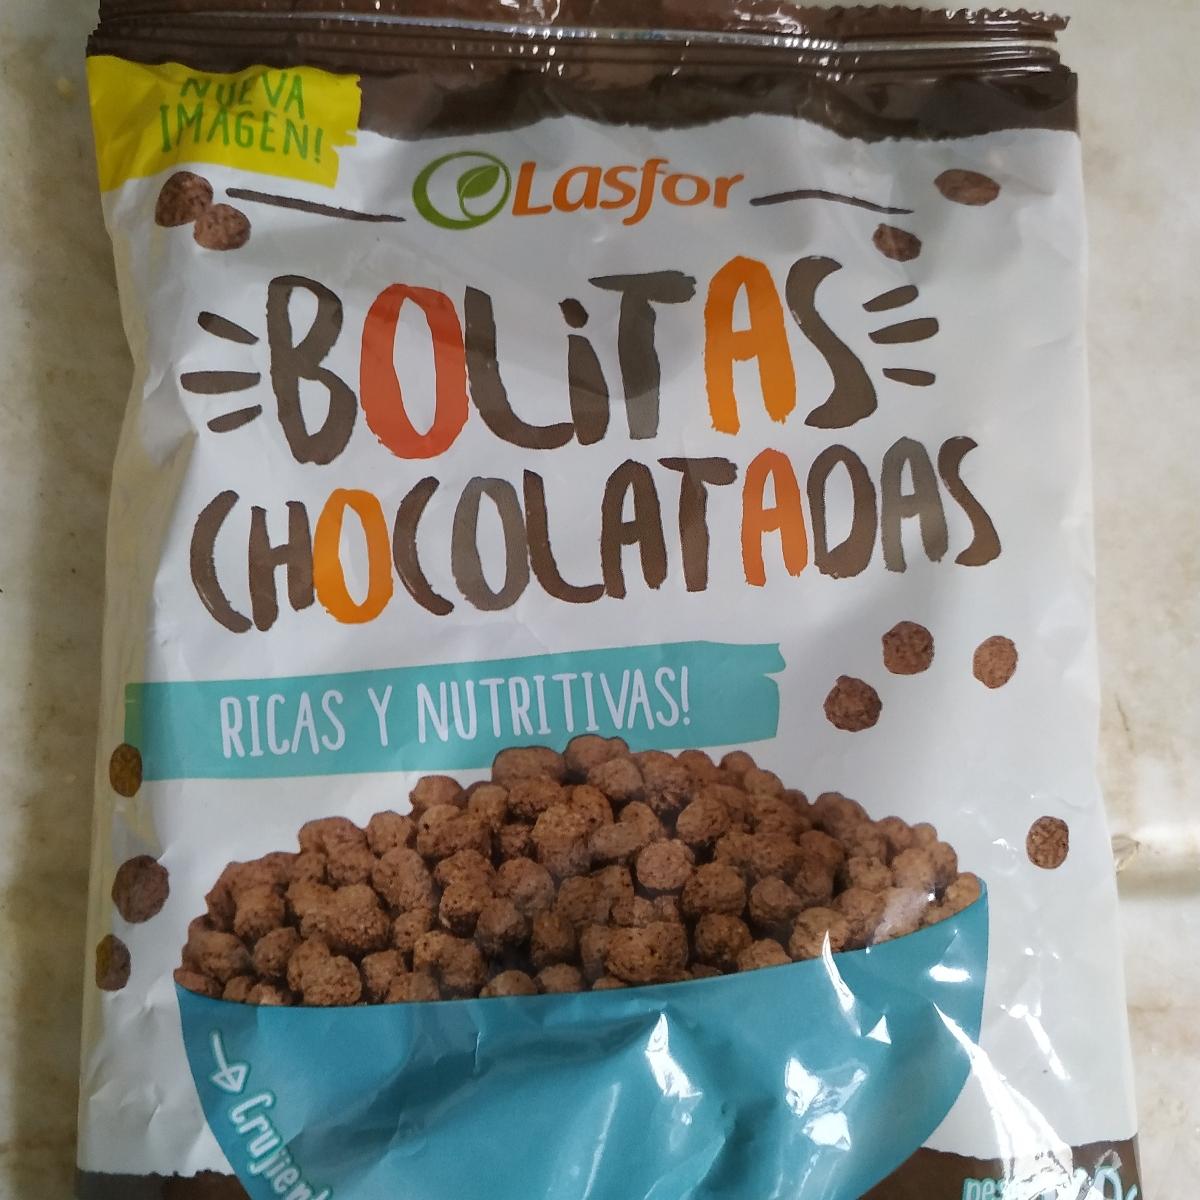 NUEVA
IMAGEN!
Lasfor
BOLiTAS
CHOCOLATADAS
RICAS Y NUTRITIVAS!